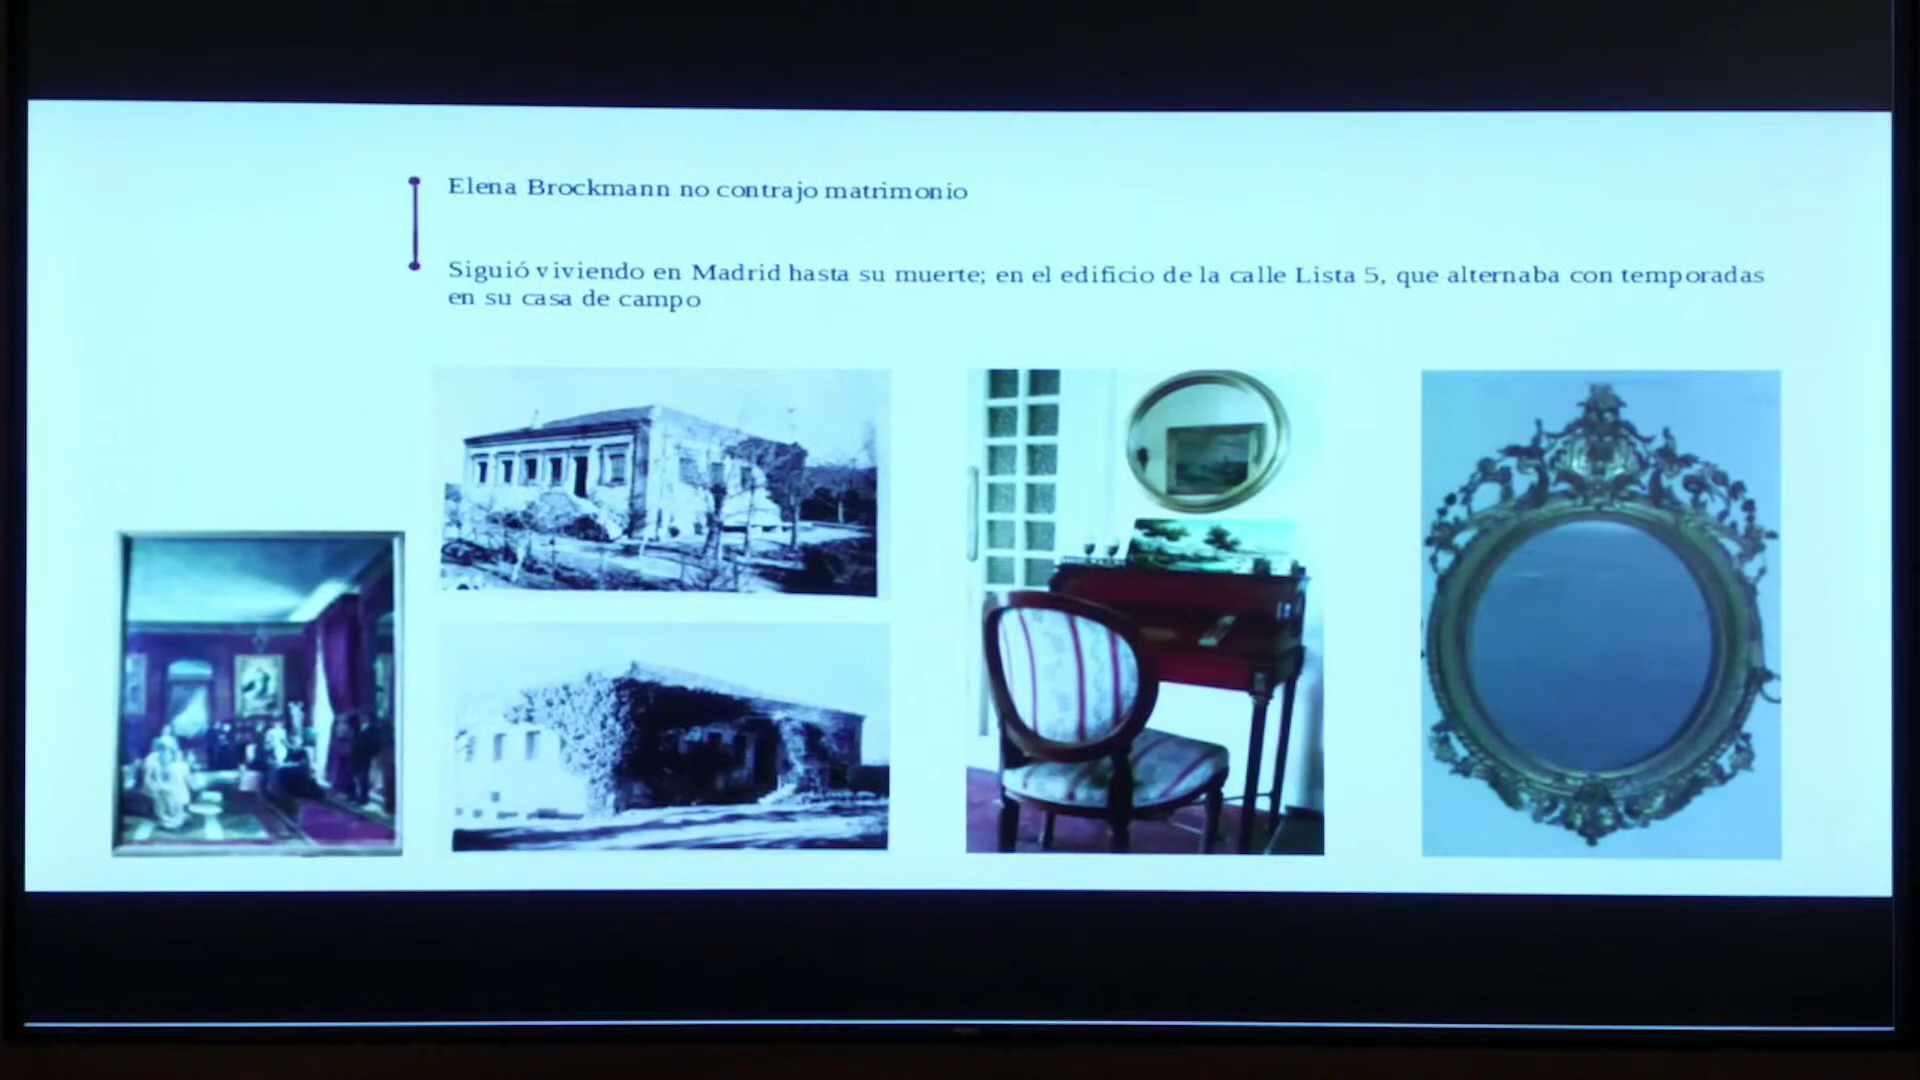 Elena Brockmann no contrajo matrimonio
Siguió viviendo en Madrid hasta su muerte; en el edificio de la calle Lista 5, que alternaba con temporadas
en su casa de campo